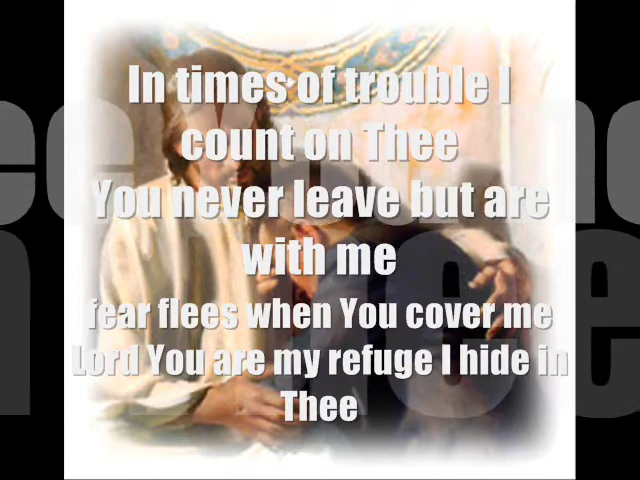 In times of trouble I
count on Thee
You never leave but are
with me
fear flees when You cover me
Lord You are my refuge I hide in
Thee